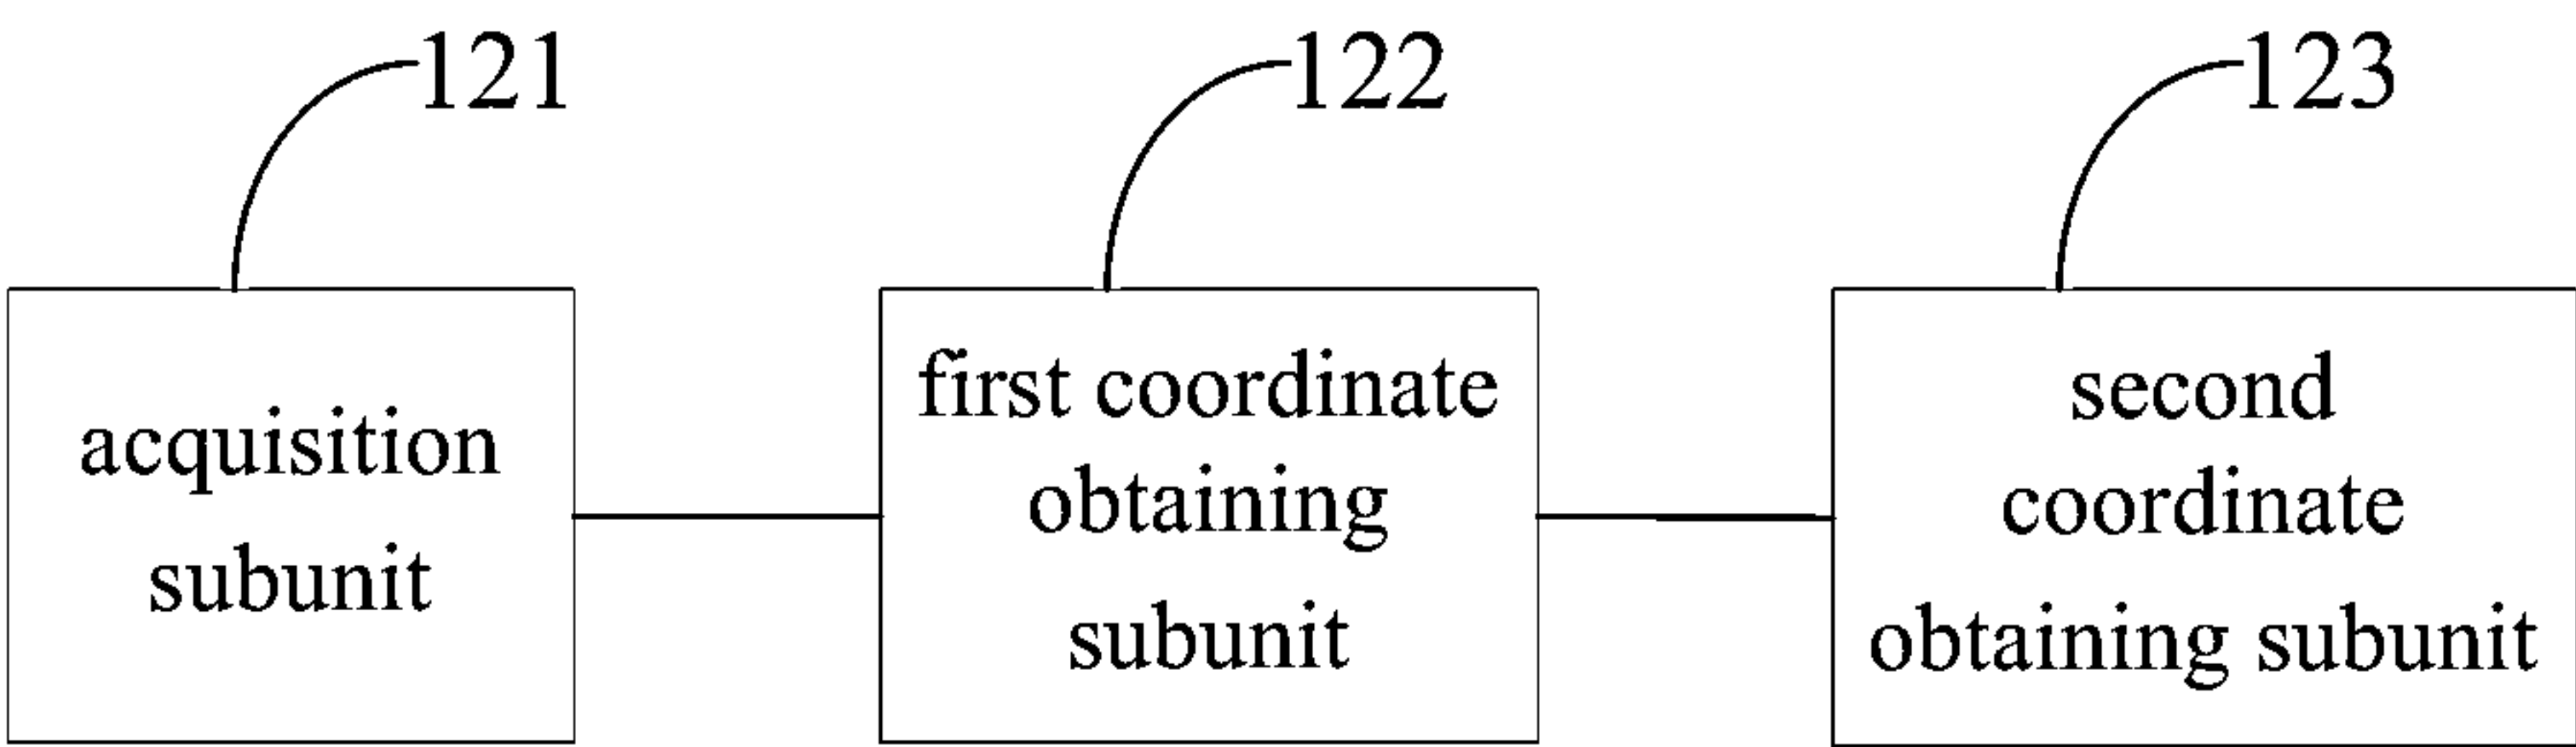 121
122
123
acquisition
subunit
first coordinate
obtaining
subunit
second
coordinate
obtaining subunit